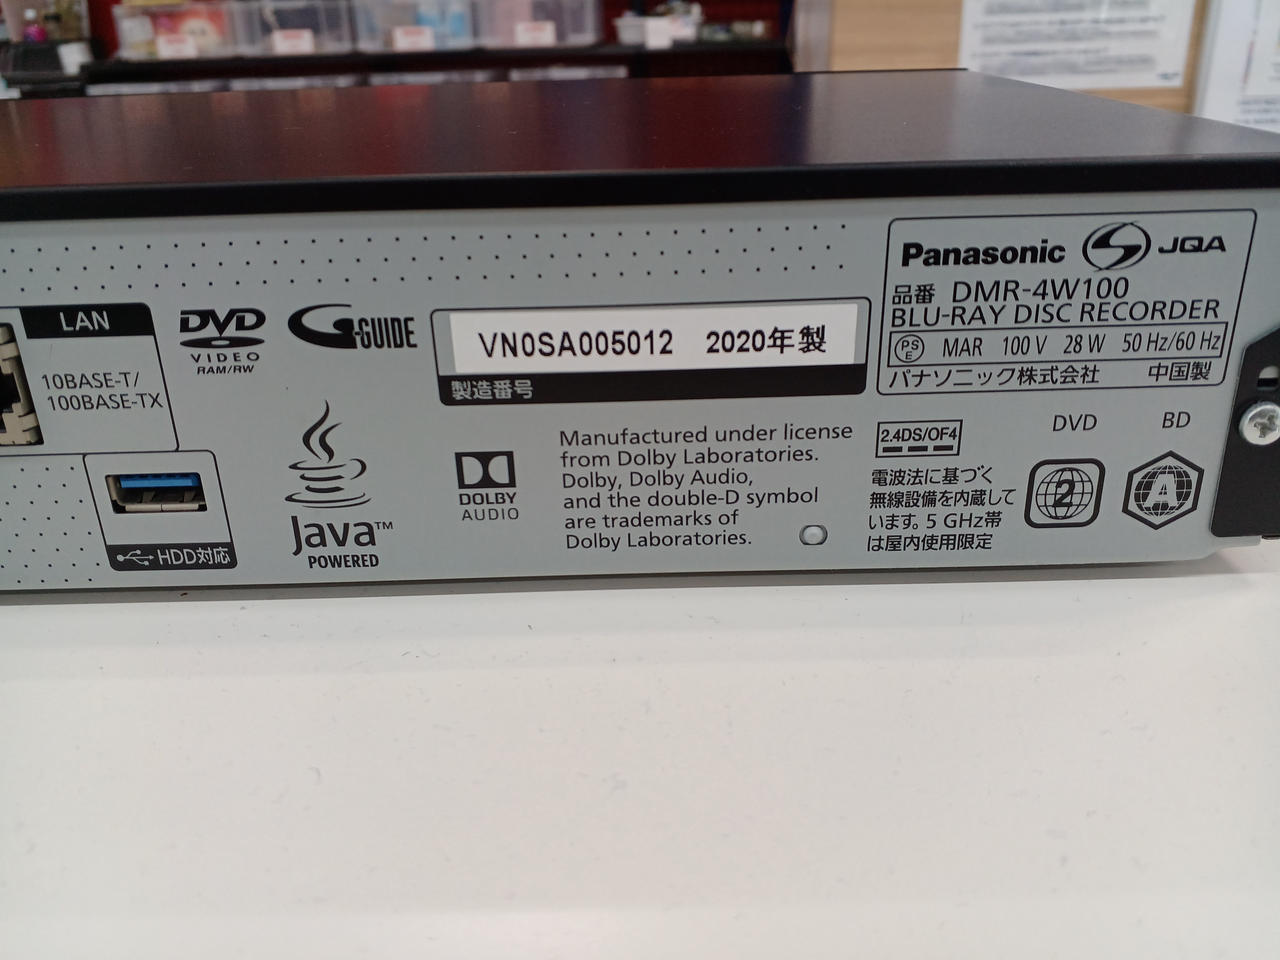 LAN
10BASE-T/
100BASE-TX
HDD対応
DVD
VIDEO
RAM/RW
G-GUIDE
Java™
POWERED
VN0SA005012 2020年製
製造番号
DOLBY
AUDIO
Manufactured under license
from Dolby Laboratories.
Dolby, Dolby Audio,
and the double-D symbol
are trademarks of
Dolby Laboratories.
Panasonic S JQA
品番 DMR-4W100
BLU-RAY DISC RECORDER
PSE MAR 100 V 28 W 50 Hz/60 Hz
パナソニック株式会社 中国製
2.4DS/OF4
電波法に基づく
無線設備を内蔵して
います。5 GHz帯
は屋内使用限定
DVD BD
2 A